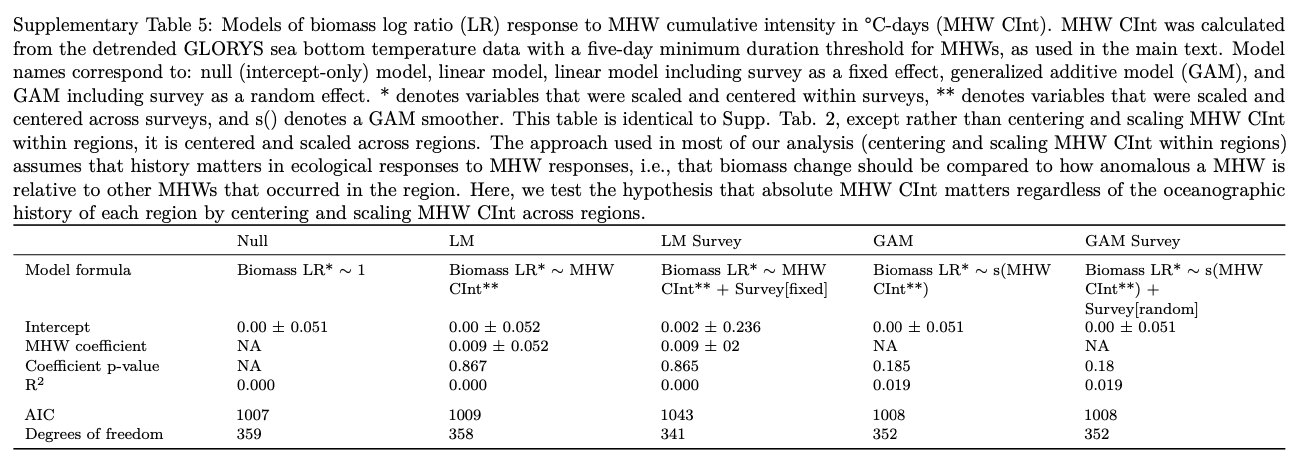 Supplementary Table 5: Models of biomass log ratio (LR) response to MHW cumulative intensity in °C-days (MHW CInt). MHW CInt was calculated
from the detrended GLORYS sea bottom temperature data with a five-day minimum duration threshold for MHWs, as used in the main text. Model
names correspond to: null (intercept-only) model, linear model, linear model including survey as a fixed effect, generalized additive model (GAM), and
GAM including survey as a random effect. * denotes variables that were scaled and centered within surveys, ** denotes variables that were scaled and
centered across surveys, and s() denotes a GAM smoother. This table is identical to Supp. Tab. 2, except rather than centering and scaling MHW CInt
within regions, it is centered and scaled across regions. The approach used in most of our analysis (centering and scaling MHW CInt within regions)
assumes that history matters in ecological responses to MHW responses, i.e., that biomass change should be compared to how anomalous a MHW is
relative to other MHWs that occurred in the region. Here, we test the hypothesis that absolute MHW CInt matters regardless of the oceanographic
history of each region by centering and scaling MHW CInt across regions.
Null LM LM Survey GAM GAM Survey
Model formula Biomass LR* ∼ 1 Biomass LR* ∼ MHW Biomass LR* ∼ MHW Biomass LR* ∼ s(MHW Biomass LR* ∼ s(MHW
CInt** CInt** + Survey[fixed] CInt**) CInt**) +
Survey[random]
Intercept 0.00 ± 0.051 0.00 ± 0.052 0.002 ± 0.236 0.00 ± 0.051 0.00 ± 0.051
MHW coefficient NA 0.009 ± 0.052 0.009 ± 02 NA NA
Coefficient p-value NA 0.867 0.865 0.185 0.18
R² 0.000 0.000 0.000 0.019 0.019
AIC 1007 1009 1043 1008 1008
Degrees of freedom 359 358 341 352 352